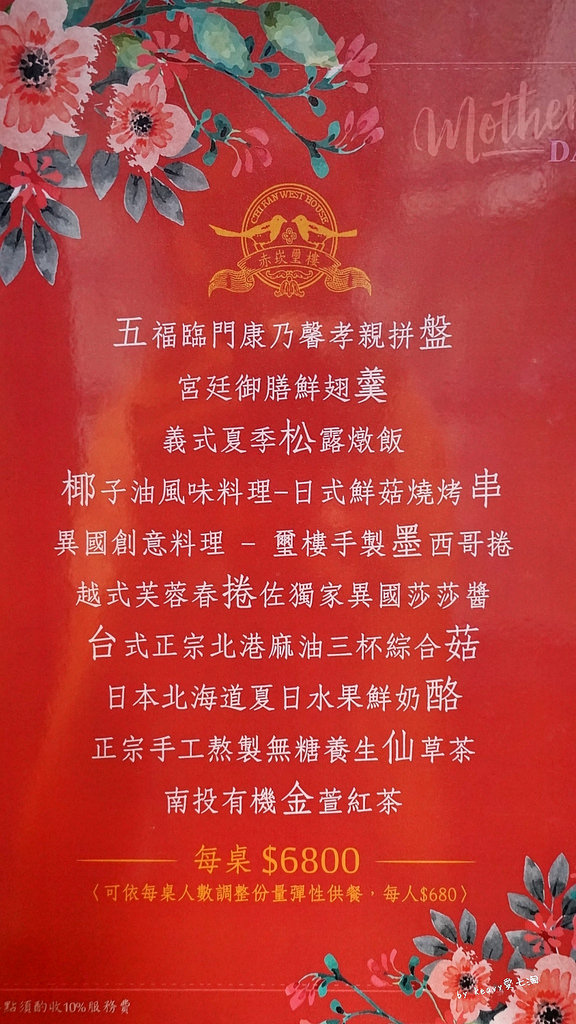 Mother
DA
CHI KAN WEST HOUSE
赤崁璽樓
五福臨門康乃馨孝親拼盤
宮廷御膳鮮翅羹
義式夏季松露燉飯
椰子油風味料理-日式鮮菇燒烤串
異國創意料理 - 璽樓手製墨西哥捲
越式芙蓉春捲佐獨家異國莎莎醬
台式正宗北港麻油三杯綜合菇
日本北海道夏日水果鮮奶酪
正宗手工熬製無糖養生仙草茶
南投有機金萱紅茶
每桌 $6800
〈可依每桌人數調整份量彈性供餐，每人$680〉
點須酌收10%服務費
by keary